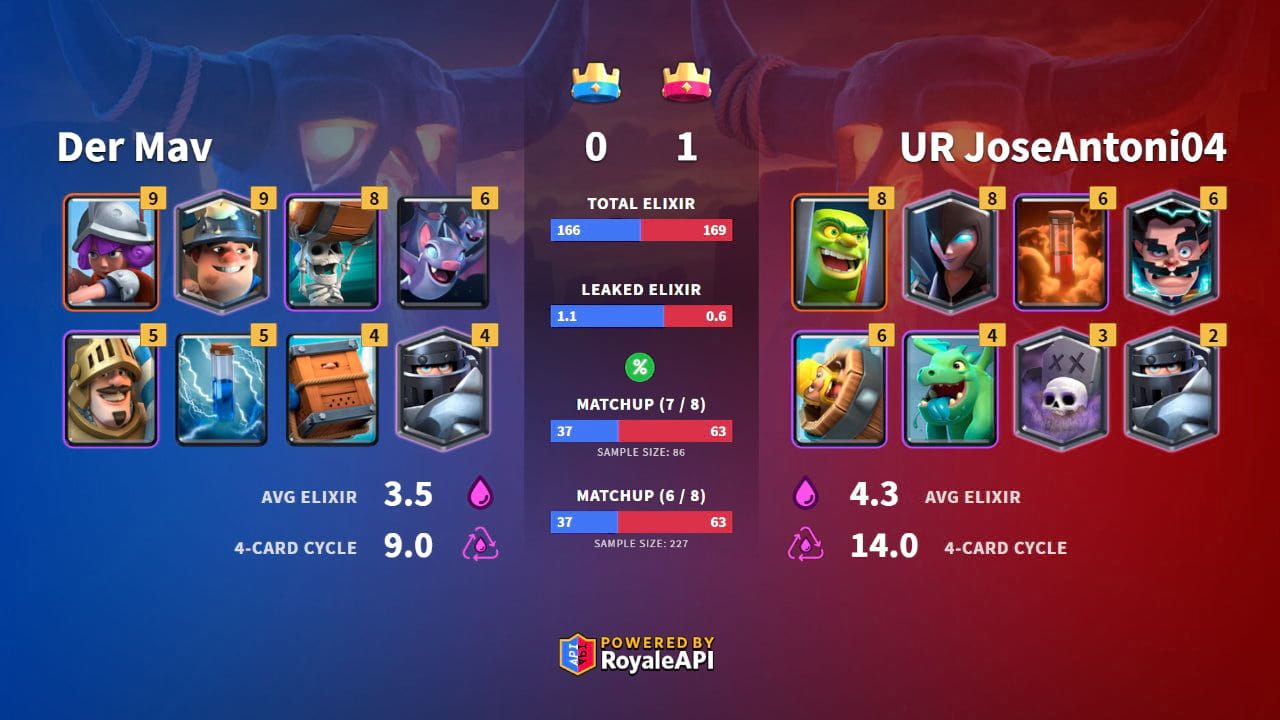 Der Mav
0 1
UR JoseAntoni04
9 9 8 6
5 5 4 4
TOTAL ELIXIR
166 169
LEAKED ELIXIR
1.1 0.6
%
MATCHUP (7 / 8)
37 63
SAMPLE SIZE: 86
MATCHUP (6 / 8)
37 63
SAMPLE SIZE: 227
8 8 6 6
6 4 3 2
AVG ELIXIR 3.5
4-CARD CYCLE 9.0
4.3 AVG ELIXIR
14.0 4-CARD CYCLE
API
POWERED BY
RoyaleAPI